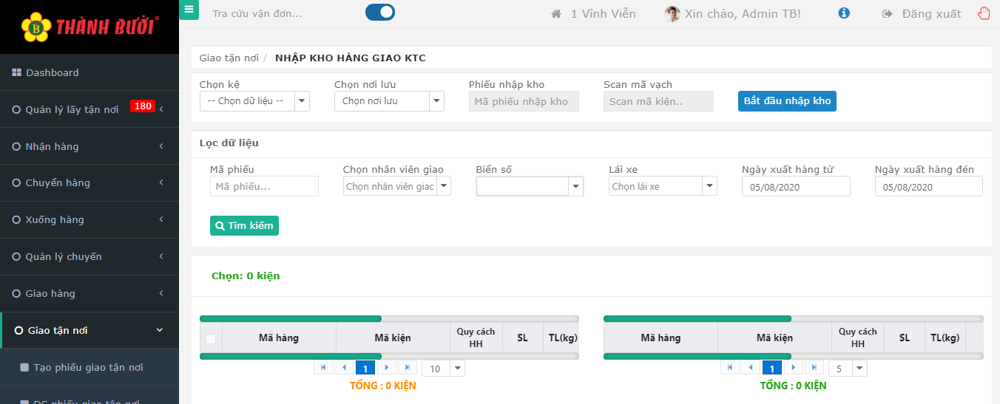 THÀNH BƯỞI®
B
Tra cứu vận đơn...
1 Vĩnh Viễn
Xin chào, Admin TB!
Đăng xuất
Dashboard
Quản lý lấy tận nơi 180
Nhận hàng
Chuyển hàng
Xuống hàng
Quản lý chuyến
Giao hàng
Giao tận nơi
Tạo phiếu giao tận nơi
DS phiếu giao tận nơi
Giao tận nơi / NHẬP KHO HÀNG GIAO KTC
Chọn kệ Chọn nơi lưu Phiếu nhập kho Scan mã vạch
-- Chọn dữ liệu -- Chọn nơi lưu Mã phiếu nhập kho Scan mã kiện.. Bắt đầu nhập kho
Lọc dữ liệu
Mã phiếu Chọn nhân viên giao Biển số Lái xe Ngày xuất hàng từ Ngày xuất hàng đén
Mã phiếu... Chọn nhân viên giac Chọn lái xe 05/08/2020 05/08/2020
Tìm kiếm
Chọn: 0 kiện
Mã hàng Mã kiện Quy cách HH SL TL(kg)
1 10
TỔNG : 0 KIỆN
Mã hàng Mã kiện Quy cách HH SL TL(kg)
1 5
TỔNG : 0 KIỆN